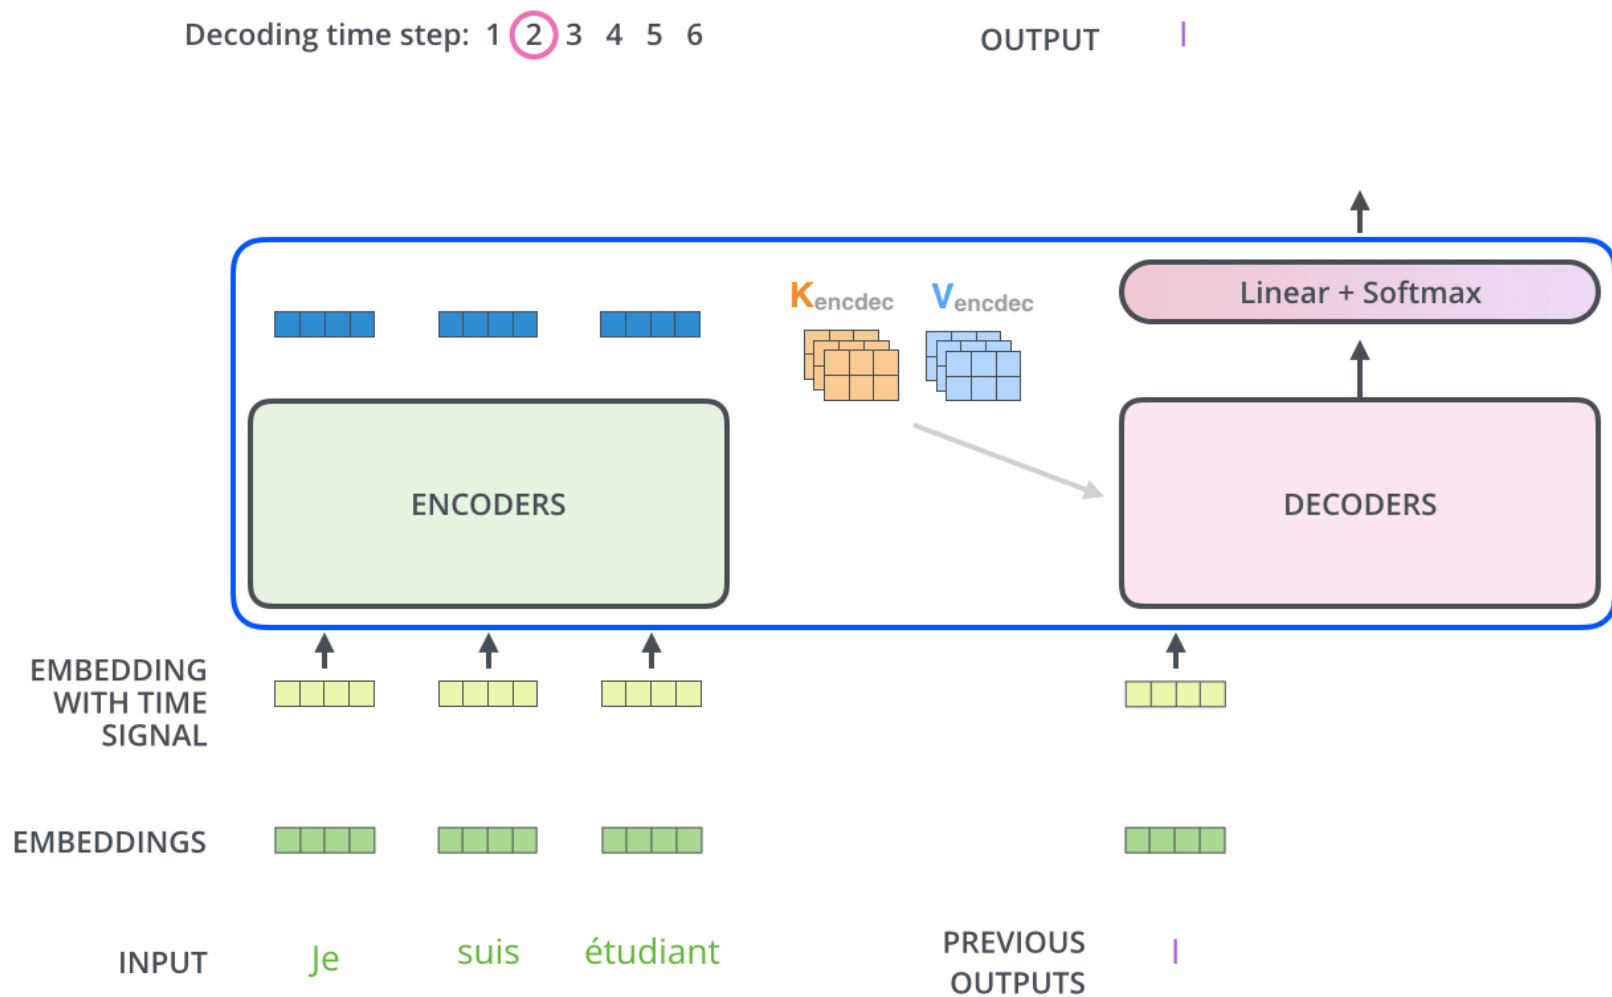 Decoding time step: 1 2 3 4 5 6
OUTPUT I
Kencdec Vencdec
Linear + Softmax
ENCODERS
DECODERS
EMBEDDING
WITH TIME
SIGNAL
EMBEDDINGS
INPUT Je suis étudiant
PREVIOUS
OUTPUTS
I